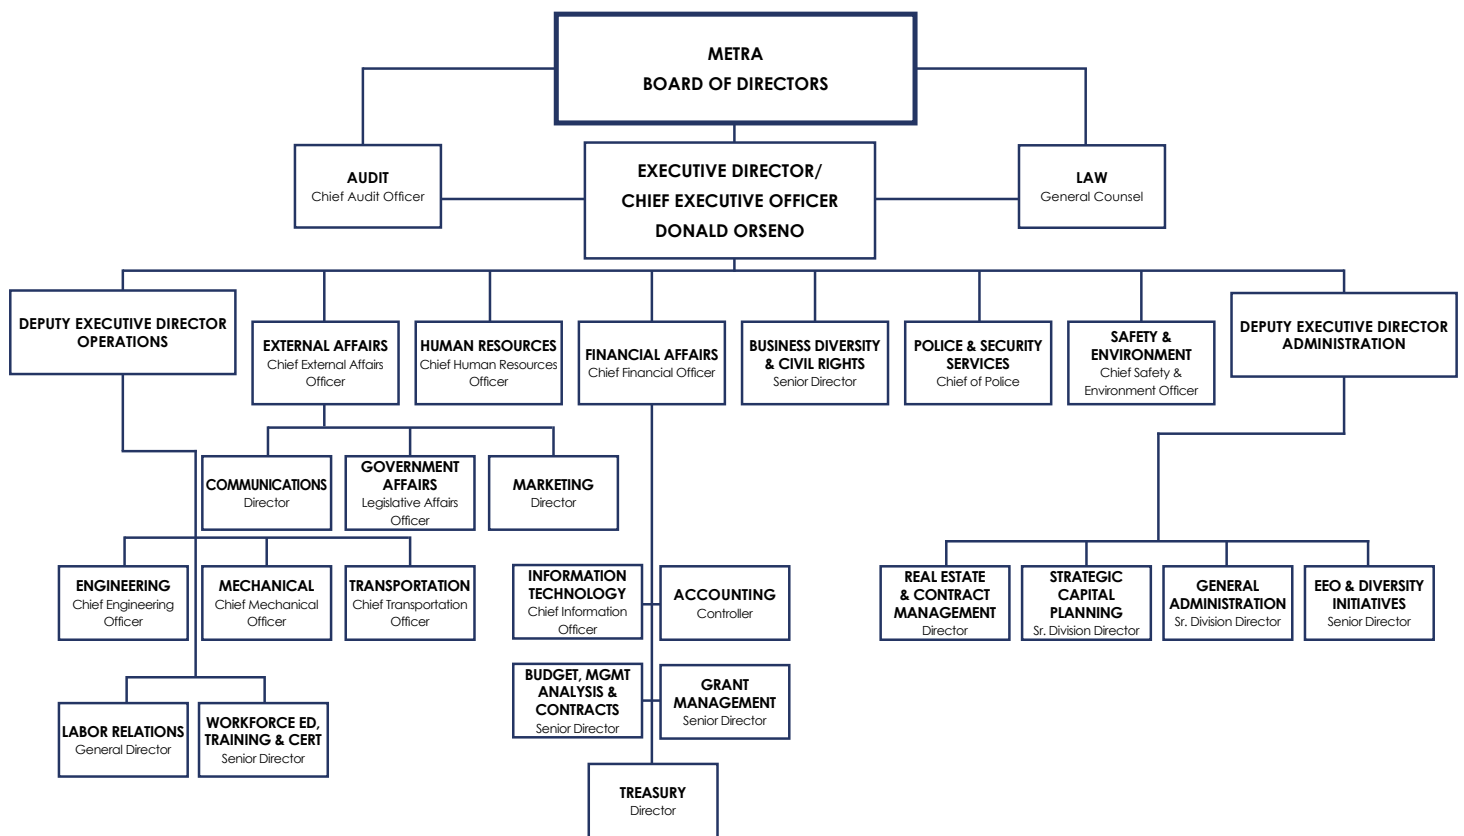 METRA
BOARD OF DIRECTORS
AUDIT
Chief Audit Officer
EXECUTIVE DIRECTOR/
CHIEF EXECUTIVE OFFICER
DONALD ORSENO
LAW
General Counsel
DEPUTY EXECUTIVE DIRECTOR
OPERATIONS
EXTERNAL AFFAIRS
Chief External Affairs
Officer
HUMAN RESOURCES
Chief Human Resources
Officer
FINANCIAL AFFAIRS
Chief Financial Officer
BUSINESS DIVERSITY
& CIVIL RIGHTS
Senior Director
POLICE & SECURITY
SERVICES
Chief of Police
SAFETY &
ENVIRONMENT
Chief Safety &
Environment Officer
DEPUTY EXECUTIVE DIRECTOR
ADMINISTRATION
COMMUNICATIONS
Director
GOVERNMENT
AFFAIRS
Legislative Affairs
Officer
MARKETING
Director
ENGINEERING
Chief Engineering
Officer
MECHANICAL
Chief Mechanical
Officer
TRANSPORTATION
Chief Transportation
Officer
INFORMATION
TECHNOLOGY
Chief Information
Officer
ACCOUNTING
Controller
REAL ESTATE
& CONTRACT
MANAGEMENT
Director
STRATEGIC
CAPITAL
PLANNING
Sr. Division Director
GENERAL
ADMINISTRATION
Sr. Division Director
EEO & DIVERSITY
INITIATIVES
Senior Director
LABOR RELATIONS
General Director
WORKFORCE ED,
TRAINING & CERT
Senior Director
BUDGET, MGMT
ANALYSIS &
CONTRACTS
Senior Director
GRANT
MANAGEMENT
Senior Director
TREASURY
Director